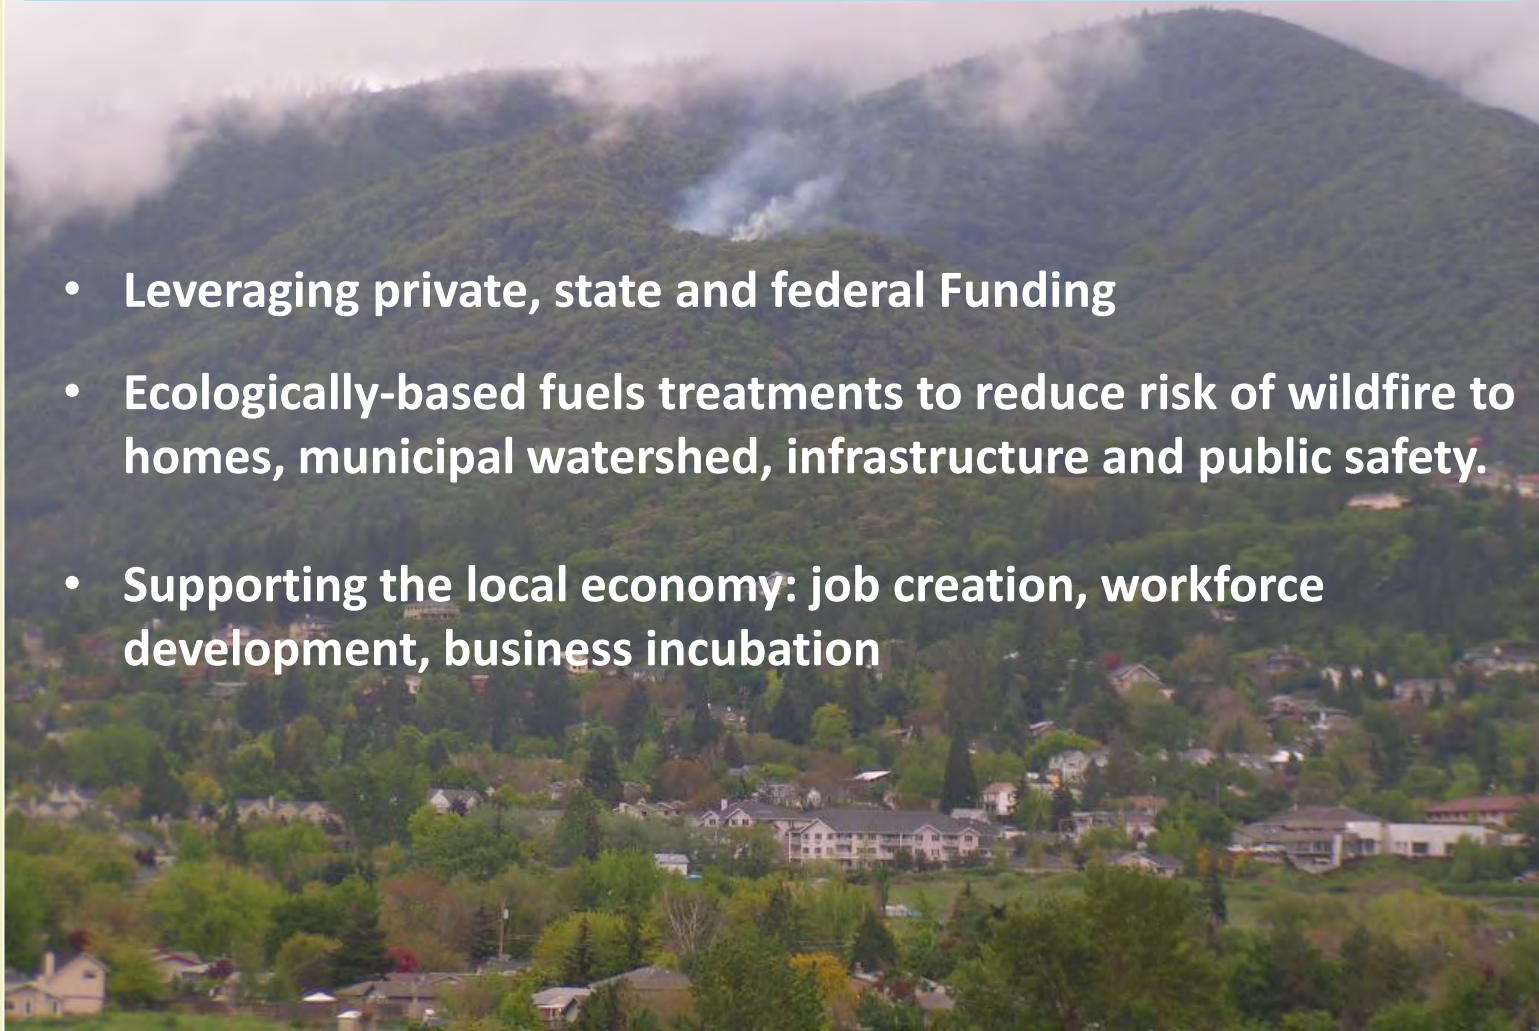 • Leveraging private, state and federal Funding
• Ecologically-based fuels treatments to reduce risk of wildfire to
homes, municipal watershed, infrastructure and public safety.
• Supporting the local economy: job creation, workforce
development, business incubation